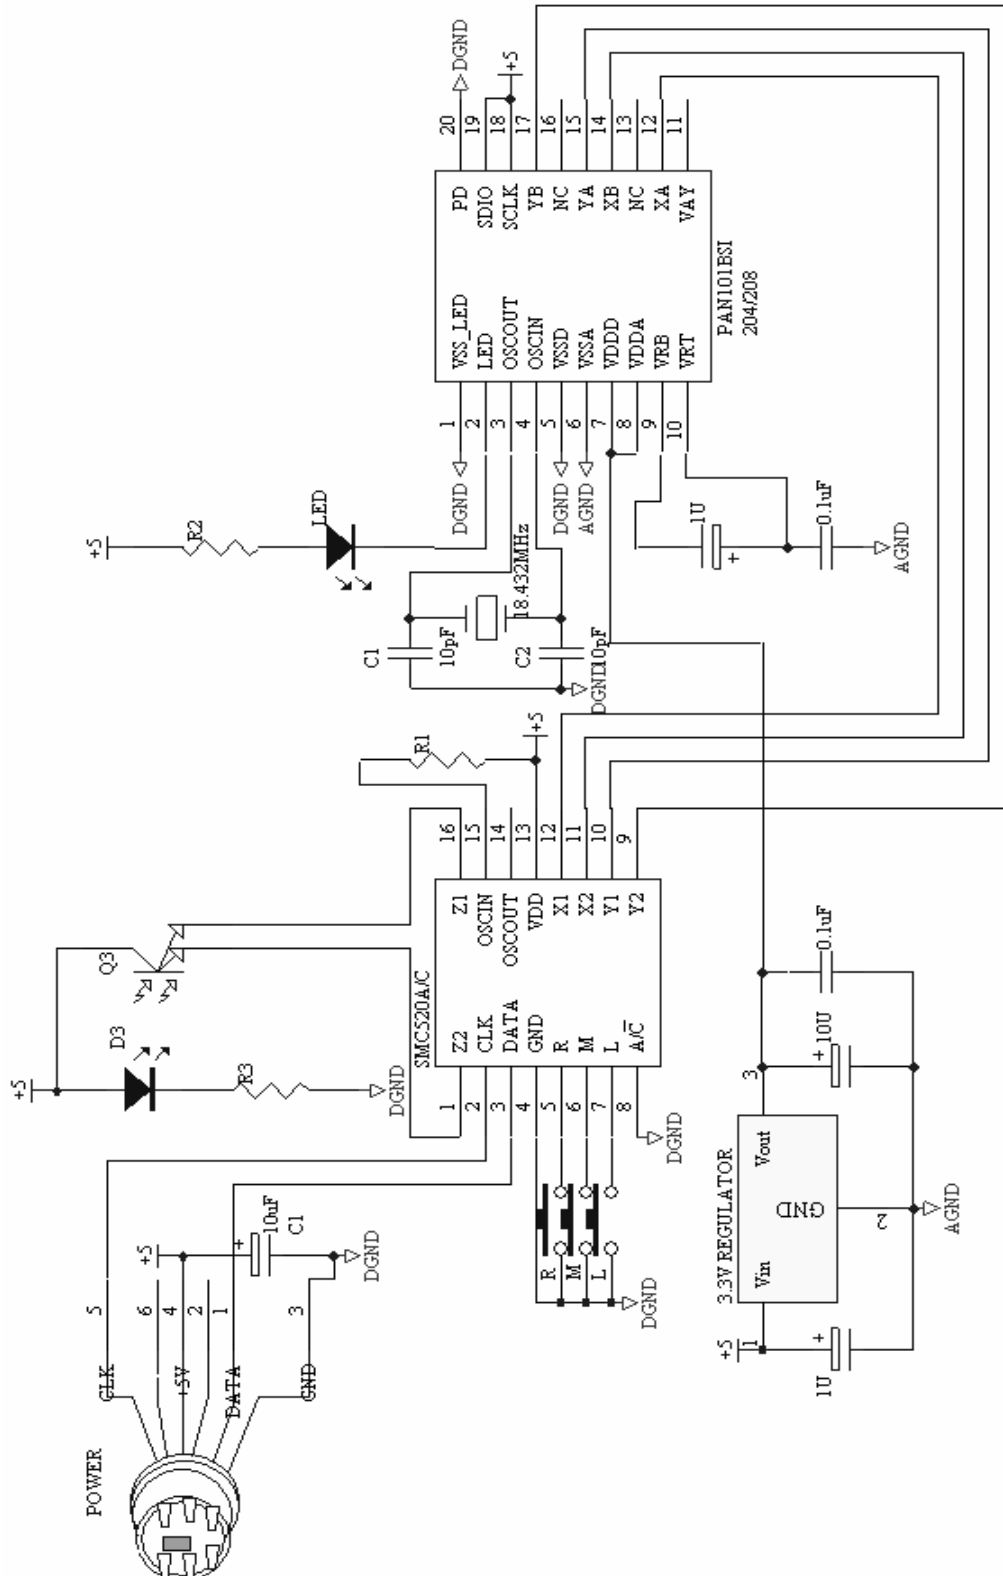 POWER
CLK
+5V
DATA
GND
5
6
4
2
1
3
+5
10uF
+
C1
DGND
+5
D3
R3
DGND
Q3
SMC520A/C
1
2
3
4
5
6
7
8
Z2
CLK
DATA
GND
R
M
L
A/C̅
Z1
OSCIN
OSCOUT
VDD
X1
X2
Y1
Y2
16
15
14
13
12
11
10
9
R
M
L
DGND
DGND
R1
+5
+5
R2
LED
C1
10pF
18.432MHz
C2
10pF
DGND
DGND
DGND
AGND
1
2
3
4
5
6
7
8
9
10
VSS_LED
LED
OSCOUT
OSCIN
VSSD
VSSA
VDDD
VDDA
VRB
VRT
PD
SDIO
SCLK
YB
NC
YA
XB
NC
XA
VAY
20
19
18
17
16
15
14
13
12
11
DGND
+5
PAN101BSI
204/208
1U
+
0.1uF
AGND
3.3V REGULATOR
Vin
Vout
GND
+5
1
2
3
1U
+
+
10U
0.1uF
AGND